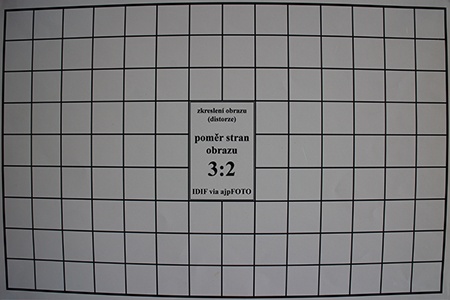 zkreslení obrazu
(distorze)
poměr stran
obrazu
3:2
IDIF via ajpFOTO